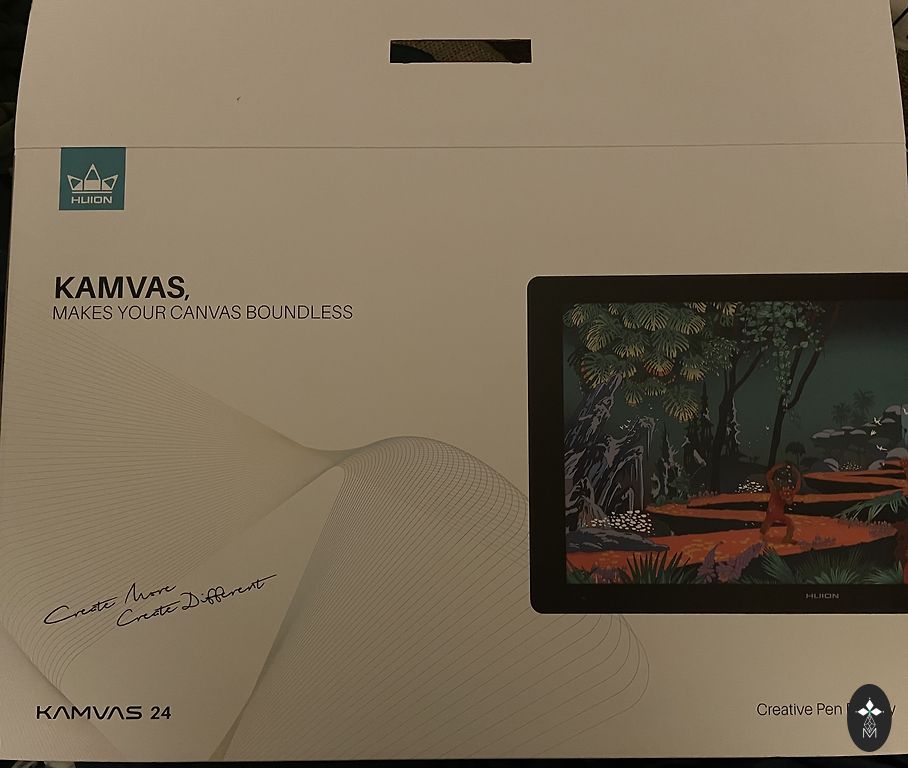 HUION
KAMVAS,
MAKES YOUR CANVAS BOUNDLESS
HUION
Create More
Create Different
KAMVAS 24
Creative Pen
M